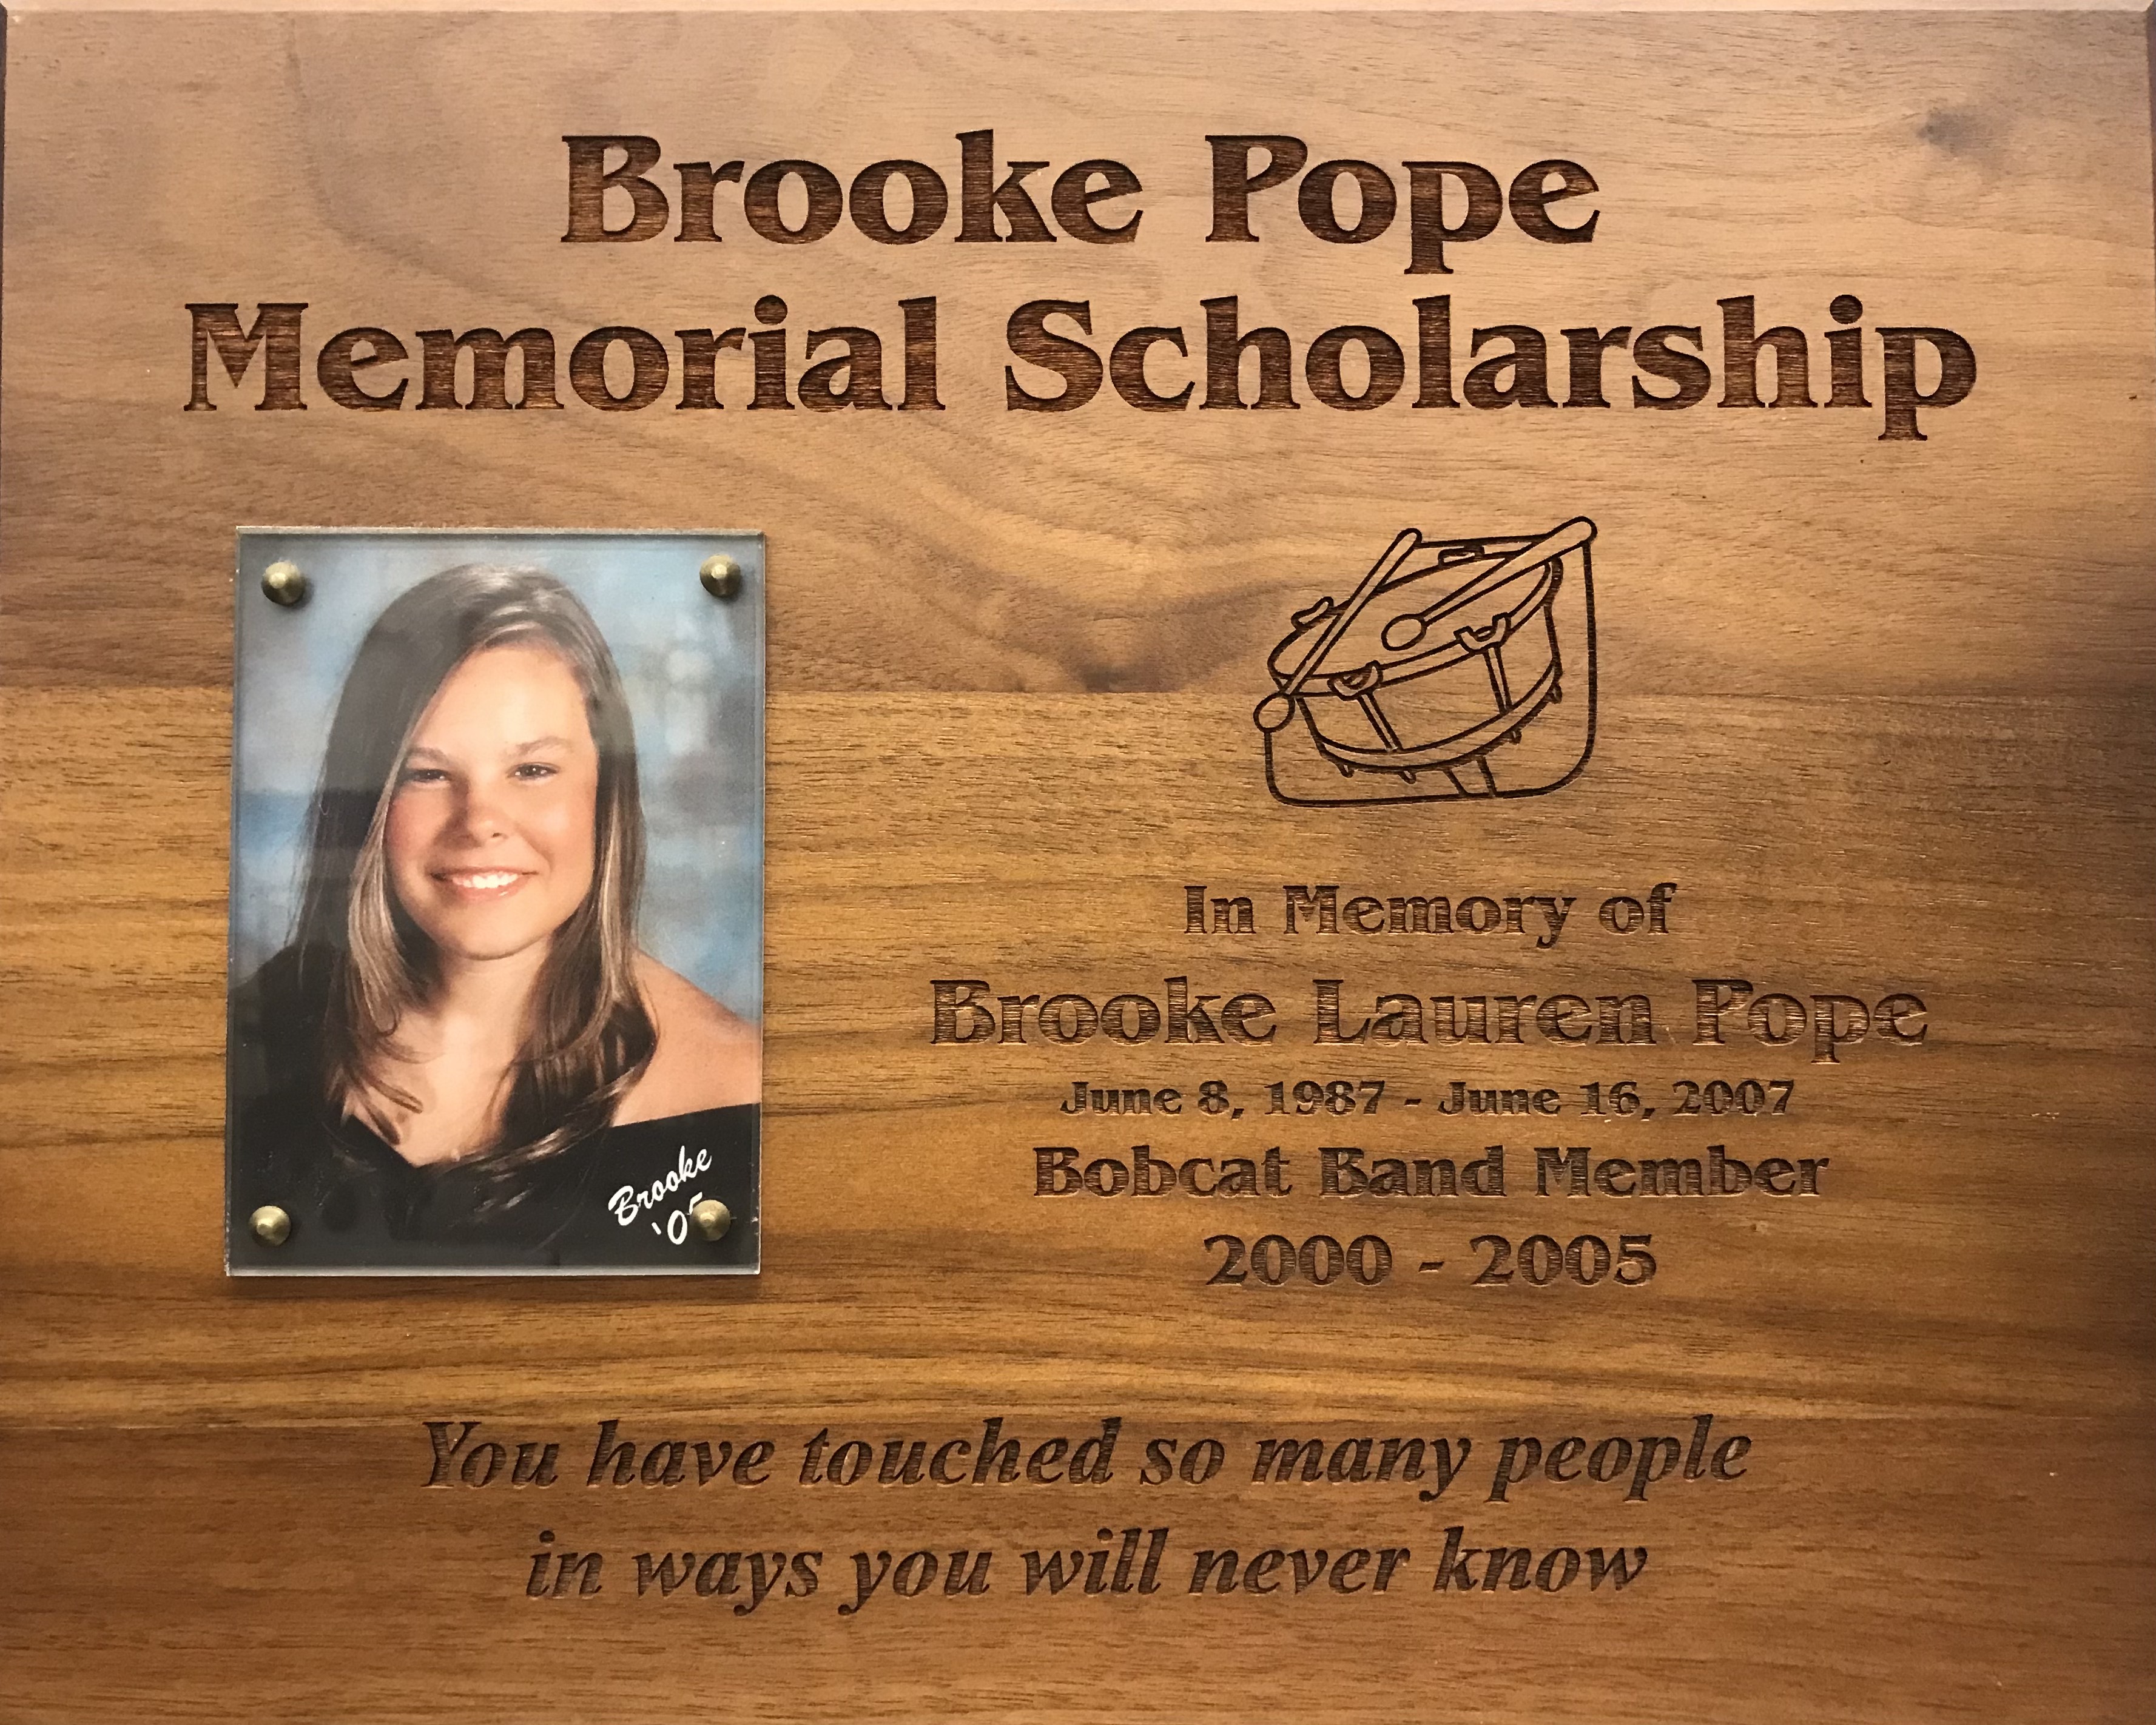 Brooke Pope
Memorial Scholarship
Brooke
'05
In Memory of
Brooke Lauren Pope
June 8, 1987 - June 16, 2007
Bobcat Band Member
2000 - 2005
You have touched so many people
in ways you will never know